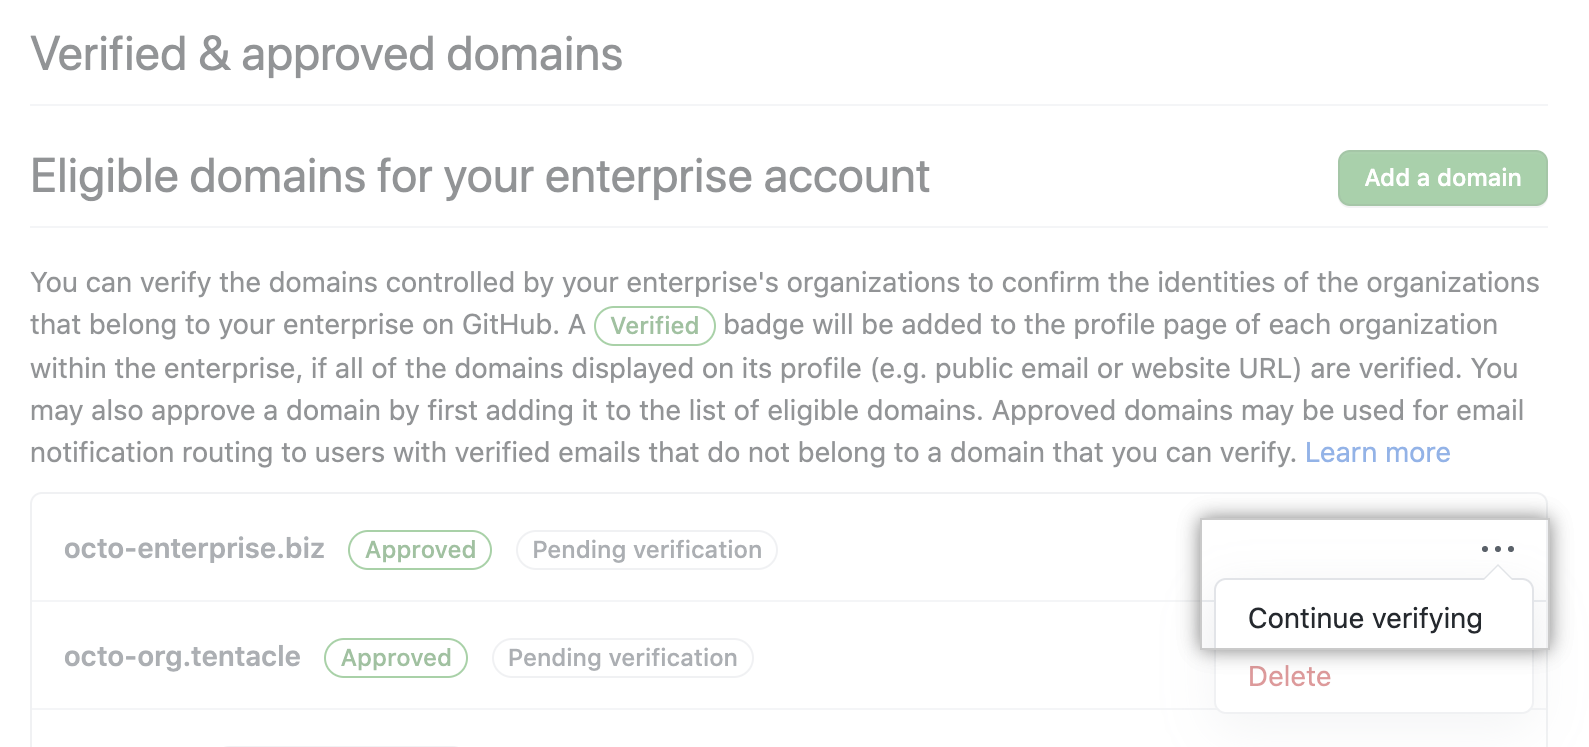 Verified & approved domains
Eligible domains for your enterprise account
Add a domain
You can verify the domains controlled by your enterprise's organizations to confirm the identities of the organizations
that belong to your enterprise on GitHub. A Verified badge will be added to the profile page of each organization
within the enterprise, if all of the domains displayed on its profile (e.g. public email or website URL) are verified. You
may also approve a domain by first adding it to the list of eligible domains. Approved domains may be used for email
notification routing to users with verified emails that do not belong to a domain that you can verify. Learn more
octo-enterprise.biz Approved Pending verification
Continue verifying
octo-org.tentacle Approved Pending verification
Delete